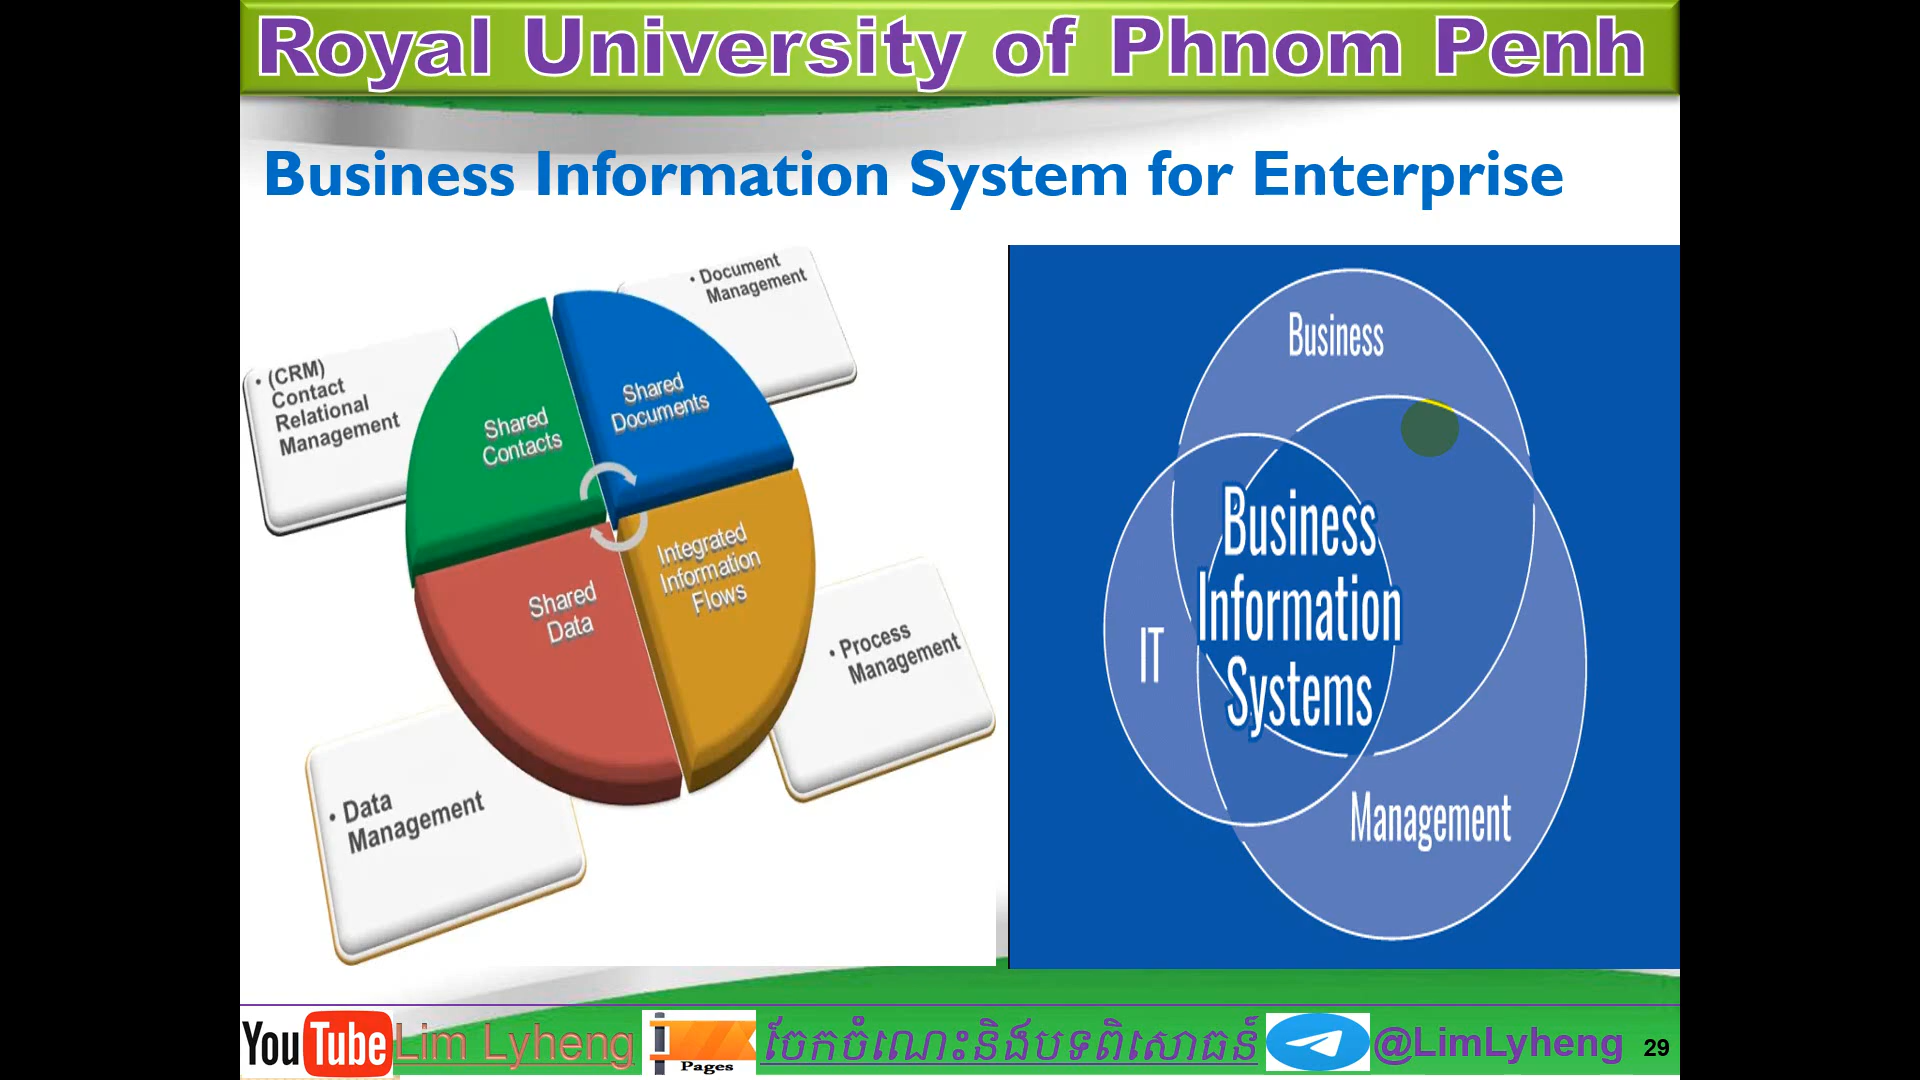 Royal University of Phnom Penh
Business Information System for Enterprise
• Document
Management
• (CRM)
Contact
Relational
Management
Shared
Contacts
Shared
Documents
Shared
Data
Integrated
Information
Flows
• Process
Management
• Data
Management
Business
IT
Business
Information
Systems
Management
YouTube Lim Lyheng Pages ចែកចំណេះនិងបទពិសោធន៍ @LimLyheng 29